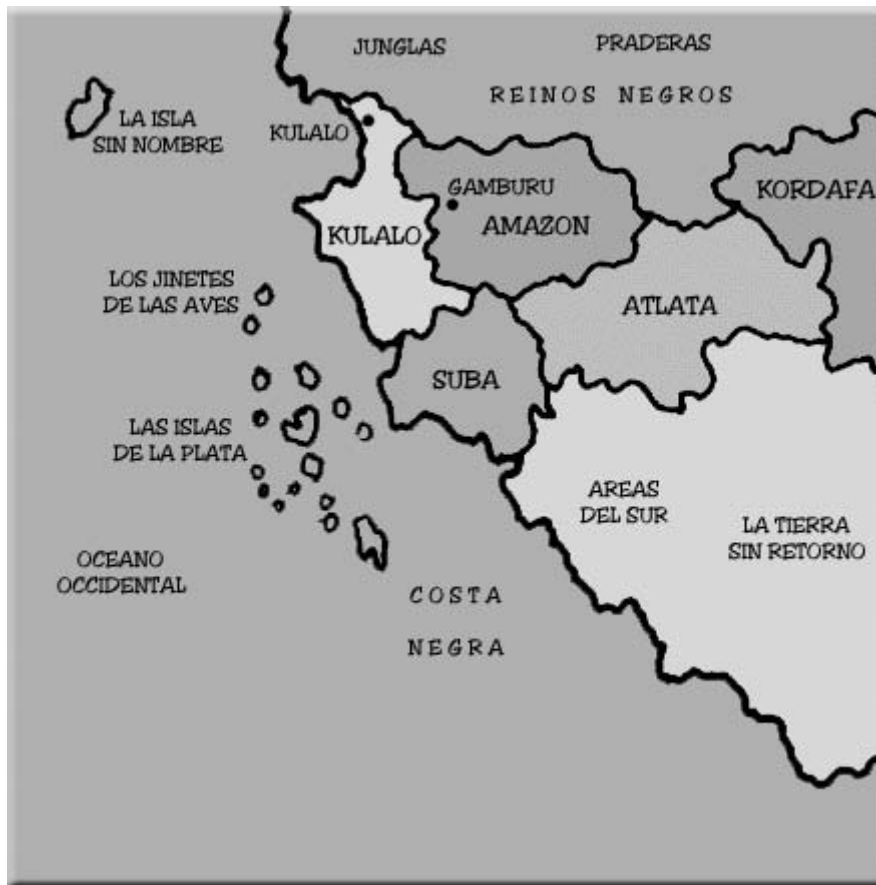 JUNGLAS
PRADERAS
REINOS NEGROS
LA ISLA
SIN NOMBRE
KULALO
GAMBURU
KORDAFA
KULALO
AMAZON
LOS JINETES
DE LAS AVES
ATLATA
SUBA
LAS ISLAS
DE LA PLATA
AREAS
DEL SUR
LA TIERRA
SIN RETORNO
OCEANO
OCCIDENTAL
COSTA
NEGRA